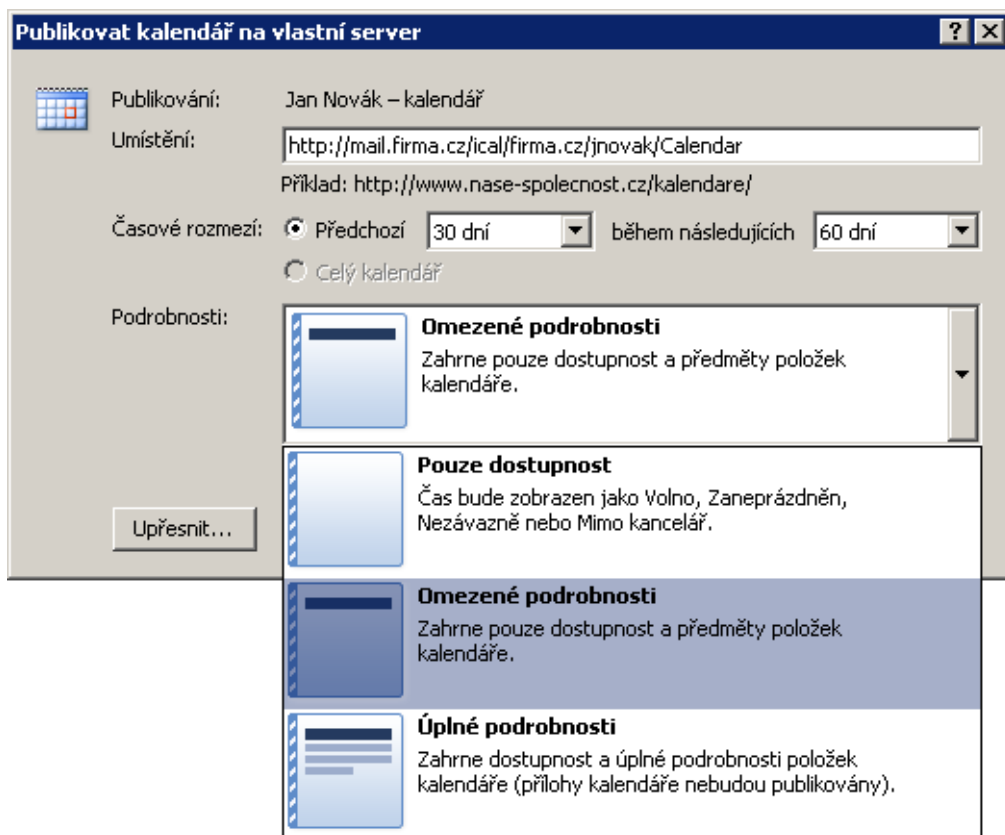 Publikovat kalendář na vlastní server
Publikování: Jan Novák – kalendář
Umístění: http://mail.firma.cz/ical/firma.cz/jnovak/Calendar
Příklad: http://www.nase-spolecnost.cz/kalendare/
Časové rozmezí: Předchozí 30 dní během následujících 60 dní
Celý kalendář
Podrobnosti: Omezené podrobnosti
Zahrne pouze dostupnost a předměty položek
kalendáře.
Pouze dostupnost
Čas bude zobrazen jako Volno, Zaneprázdněn,
Nezávazně nebo Mimo kancelář.
Upřesnit...
Omezené podrobnosti
Zahrne pouze dostupnost a předměty položek
kalendáře.
Úplné podrobnosti
Zahrne dostupnost a úplné podrobnosti položek
kalendáře (přílohy kalendáře nebudou publikovány).